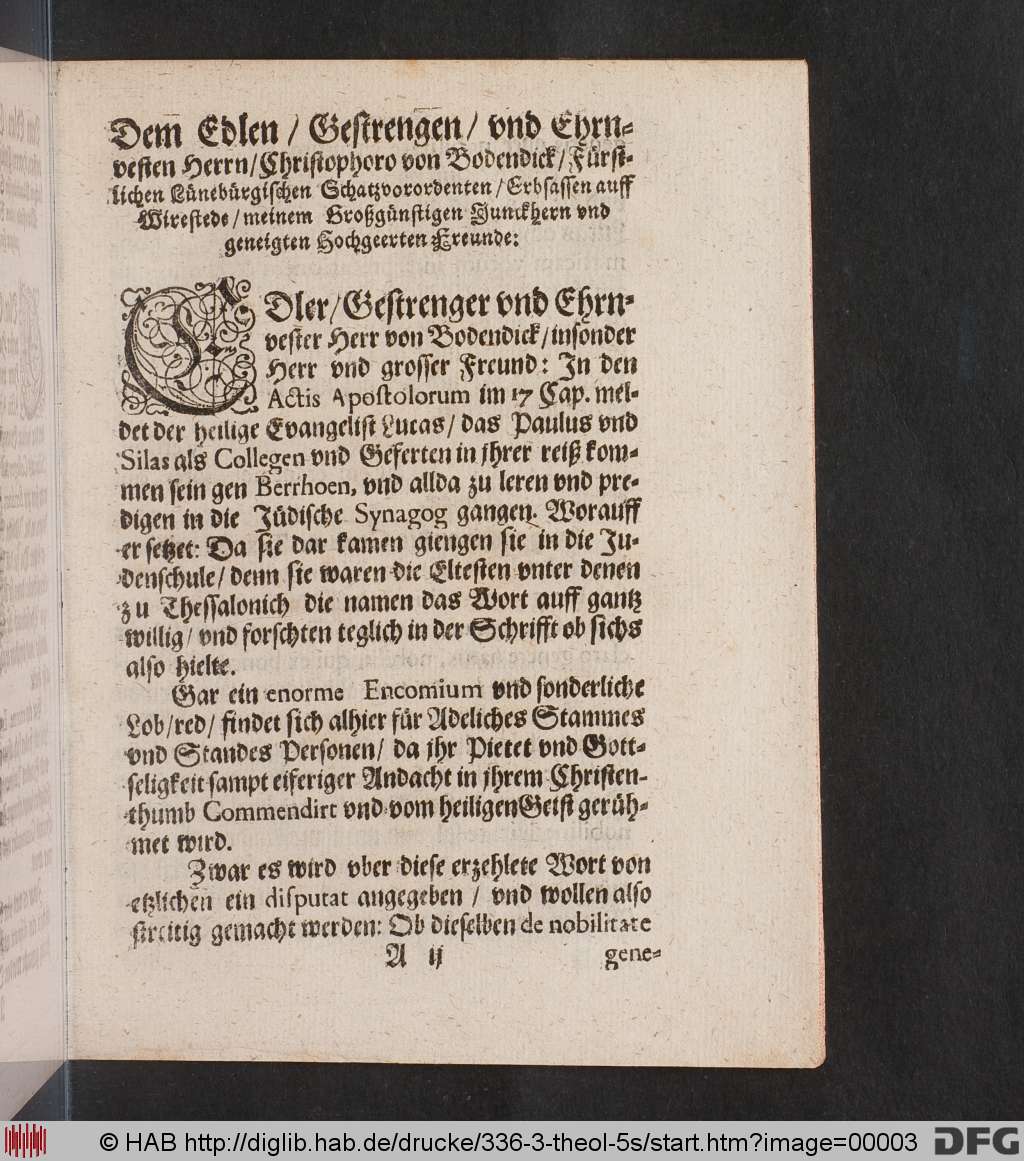 Dem Edlen / Gestrengen / vnd Ehrn-
vesten Herrn / Christophoro von Bodendick / Fürst-
lichen Lünebürgischen Schatzvorordenten / Erbsassen auff
Wirestede / meinem Großgünstigen Junckhern vnd
geneigten Hochgeerten Freunde:
EDler / Gestrenger vnd Ehrn-
vester Herr von Bodendick / insonder
Herr vnd grosser Freund: In den
Actis Apostolorum im 17 Cap. mel-
det der heilige Evangelist Lucas / das Paulus vnd
Silas als Collegen vnd Geferten in jhrer reiß kom-
men sein gen Berrhoen, vnd allda zu leren vnd pre-
digen in die Jüdische Synagog gangen. Worauff
er setzet: Da sie dar kamen giengen sie in die Ju-
denschule / denn sie waren die Eltesten vnter denen
zu Thessalonich die namen das Wort auff gantz
willig / vnd forschten teglich in der Schrifft ob sichs
also hielte.
Gar ein enorme Encomium vnd sonderliche
Lob / red / findet sich alhier für Adeliches Stammes
vnd Standes Personen / da jhr Pietet vnd Gott-
seligkeit sampt eiferiger Andacht in jhrem Christen-
thumb Commendirt vnd vom heiligen Geist gerüh-
met wird.
Zwar es wird vber diese erzehlete Wort von
etzlichen ein disputat angegeben / vnd wollen also
streitig gemacht werden: Ob dieselben de nobilitate
A ij gene-
© HAB http://diglib.hab.de/drucke/336-3-theol-5s/start.htm?image=00003 DFG